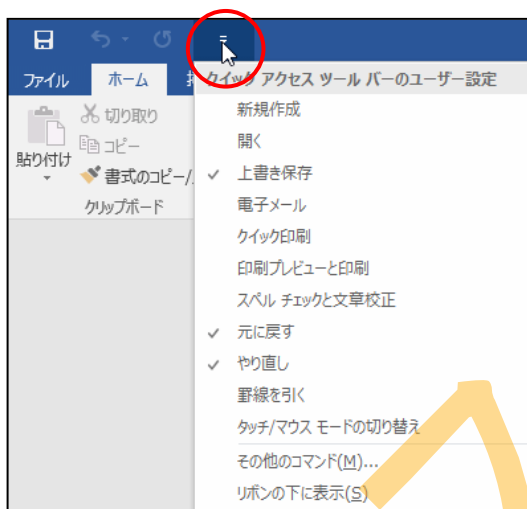 ファイル
ホーム
貼り付け
切り取り
コピー
書式のコピー/
クリップボード
クイック アクセス ツール バーのユーザー設定
新規作成
開く
上書き保存
電子メール
クイック印刷
印刷プレビューと印刷
スペル チェックと文章校正
元に戻す
やり直し
罫線を引く
タッチ/マウス モードの切り替え
その他のコマンド(M)...
リボンの下に表示(S)